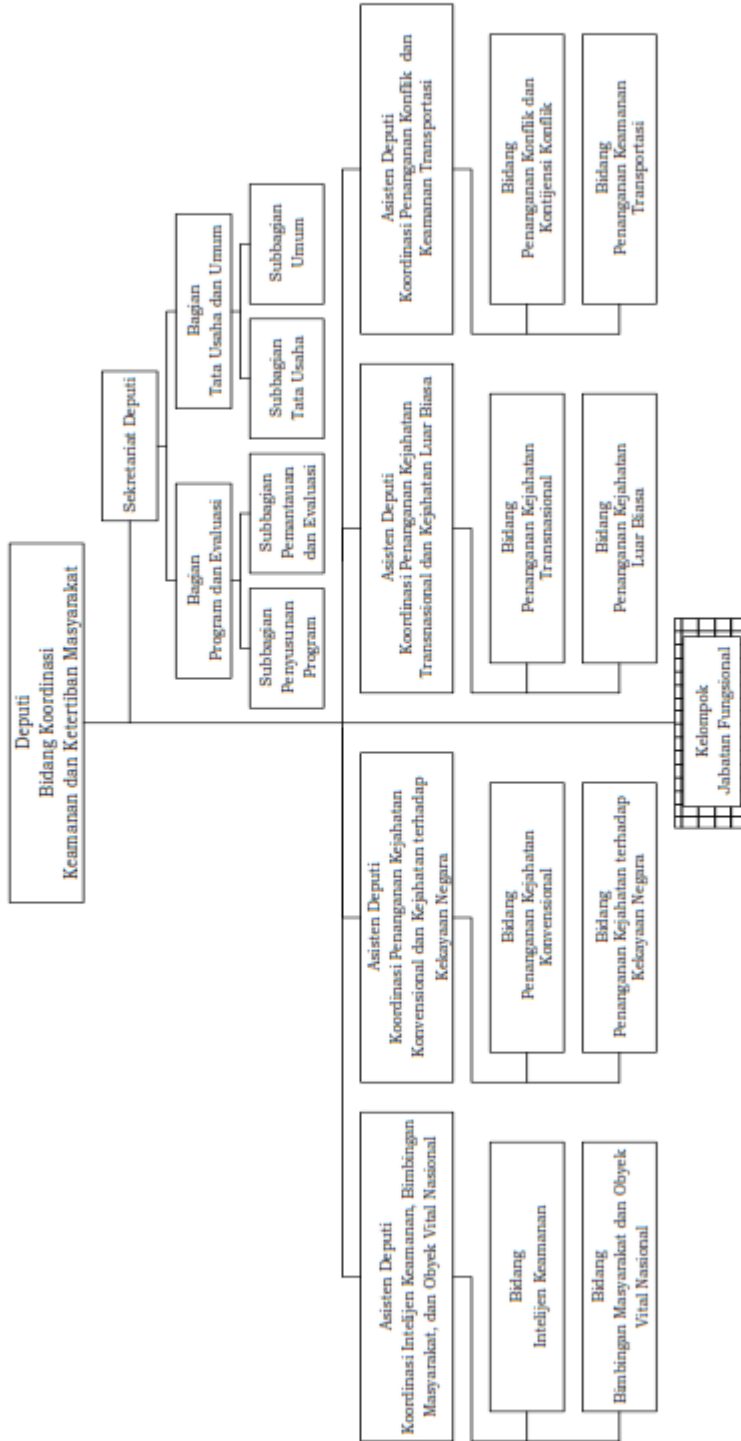 Deputi
Bidang Koordinasi
Keamanan dan Ketertiban Masyarakat
Sekretariat Deputi
Bagian
Program dan Evaluasi
Bagian
Tata Usaha dan Umum
Subbagian
Penyusunan
Program
Subbagian
Pemantauan
dan Evaluasi
Subbagian
Tata Usaha
Subbagian
Umum
Asisten Deputi
Koordinasi Intelijen Keamanan, Bimbingan
Masyarakat, dan Obyek Vital Nasional
Asisten Deputi
Koordinasi Penanganan Kejahatan
Konvensional dan Kejahatan terhadap
Kekayaan Negara
Asisten Deputi
Koordinasi Penanganan Kejahatan
Transnasional dan Kejahatan Luar Biasa
Asisten Deputi
Koordinasi Penanganan Konflik dan
Keamanan Transportasi
Bidang
Intelijen Keamanan
Bidang
Penanganan Kejahatan
Konvensional
Bidang
Penanganan Kejahatan
Transnasional
Bidang
Penanganan Konflik dan
Kontijensi Konflik
Bidang
Bimbingan Masyarakat dan Obyek
Vital Nasional
Bidang
Penanganan Kejahatan terhadap
Kekayaan Negara
Bidang
Penanganan Kejahatan
Luar Biasa
Bidang
Penanganan Keamanan
Transportasi
Kelompok
Jabatan Fungsional